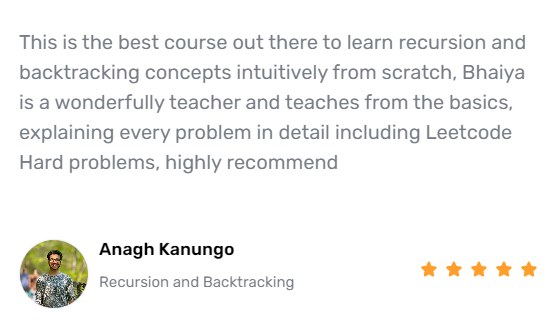 This is the best course out there to learn recursion and
backtracking concepts intuitively from scratch, Bhaiya
is a wonderfully teacher and teaches from the basics,
explaining every problem in detail including Leetcode
Hard problems, highly recommend
Anagh Kanungo
Recursion and Backtracking